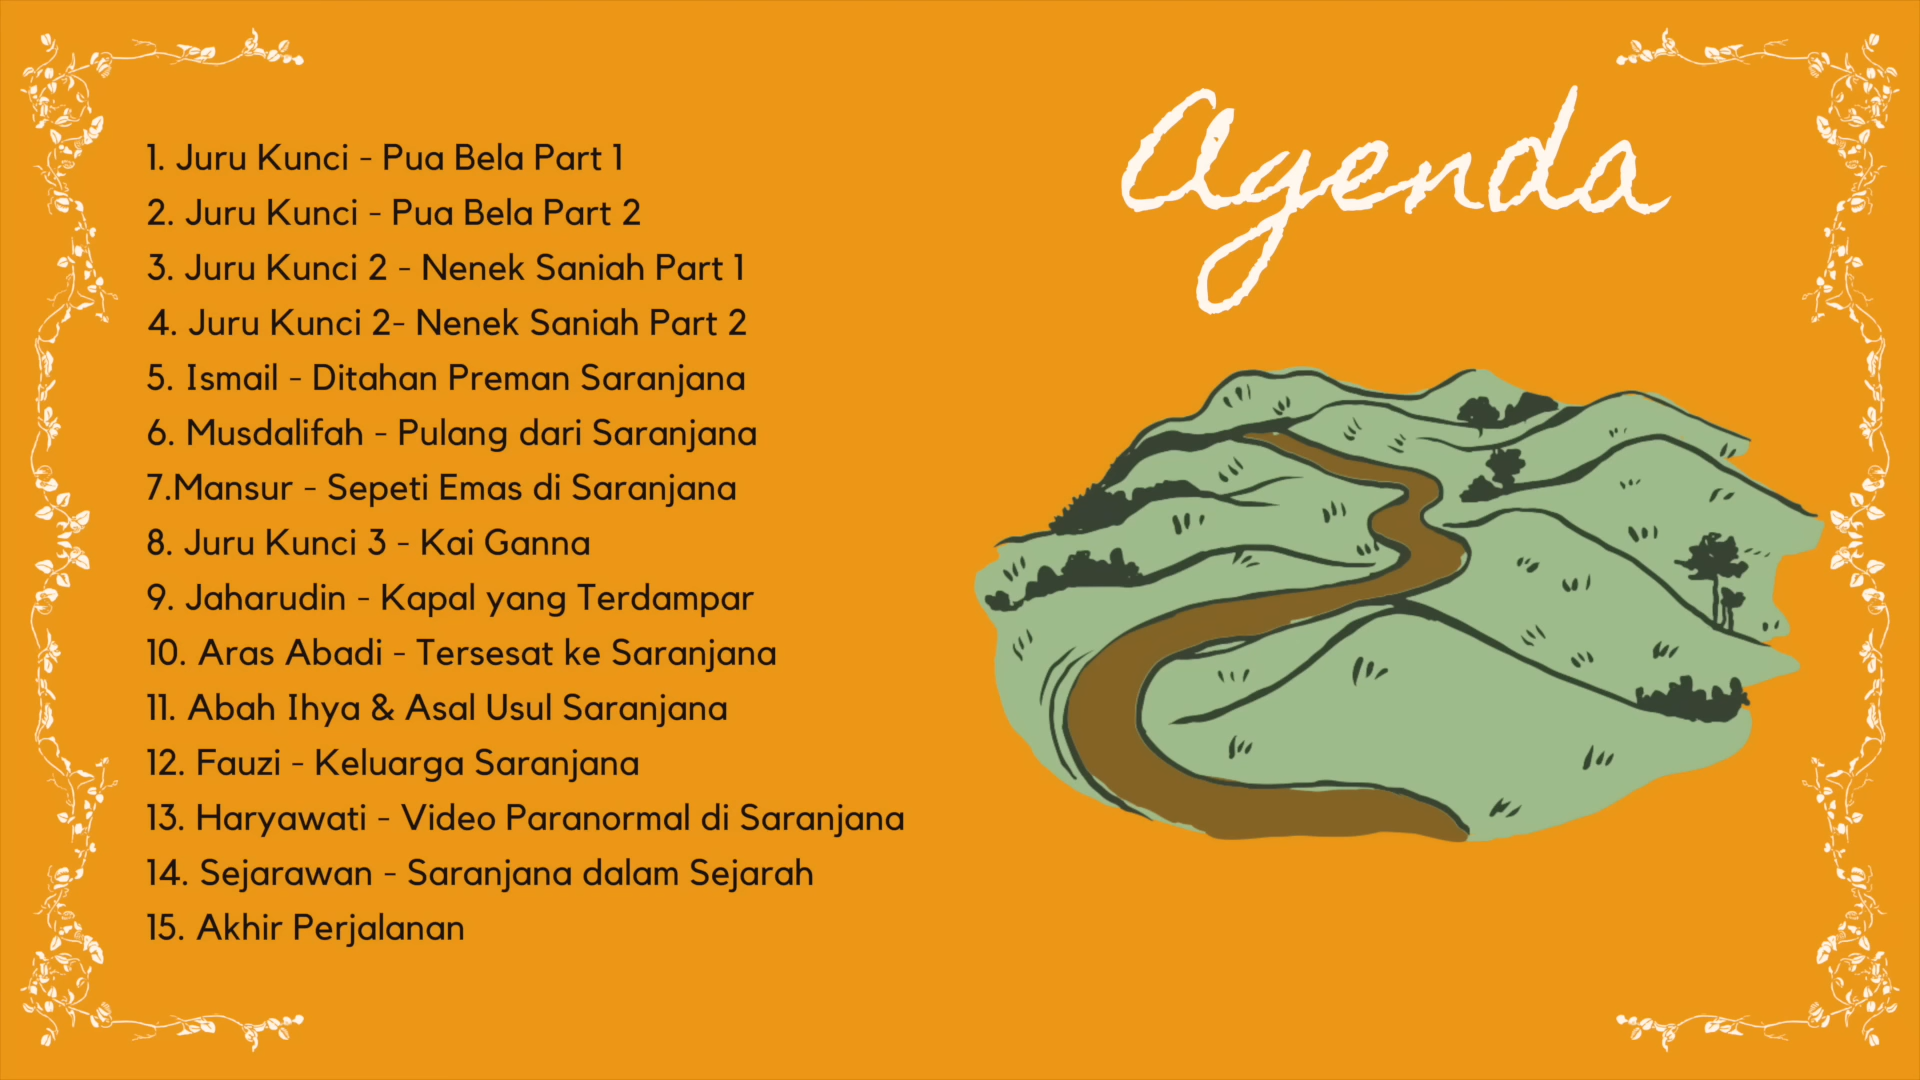 Agenda
1. Juru Kunci - Pua Bela Part 1
2. Juru Kunci - Pua Bela Part 2
3. Juru Kunci 2 - Nenek Saniah Part 1
4. Juru Kunci 2- Nenek Saniah Part 2
5. Ismail - Ditahan Preman Saranjana
6. Musdalifah - Pulang dari Saranjana
7.Mansur - Sepeti Emas di Saranjana
8. Juru Kunci 3 - Kai Ganna
9. Jaharudin - Kapal yang Terdampar
10. Aras Abadi - Tersesat ke Saranjana
11. Abah Ihya & Asal Usul Saranjana
12. Fauzi - Keluarga Saranjana
13. Haryawati - Video Paranormal di Saranjana
14. Sejarawan - Saranjana dalam Sejarah
15. Akhir Perjalanan